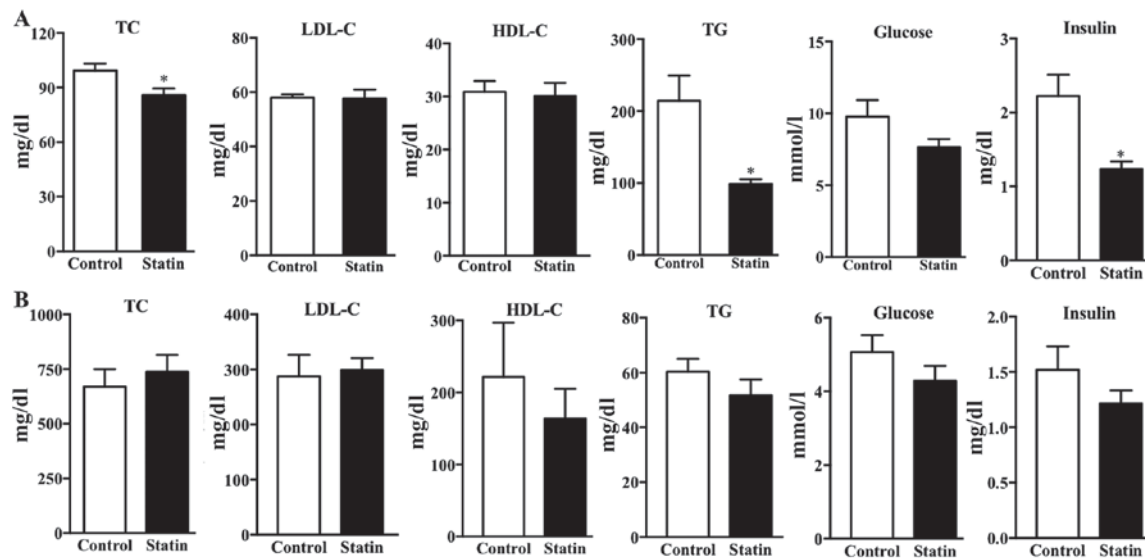 A
TC
mg/dl
120
90
60
30
0
Control Statin
*
LDL-C
mg/dl
80
60
40
20
0
Control Statin
HDL-C
mg/dl
40
30
20
10
0
Control Statin
TG
mg/dl
300
200
100
0
Control Statin
*
Glucose
mmol/l
15
10
5
0
Control Statin
Insulin
mg/dl
3
2
1
0
Control Statin
*
B
TC
mg/dl
1000
750
500
250
0
Control Statin
LDL-C
mg/dl
400
300
100
0
Control Statin
HDL-C
mg/dl
300
200
100
0
Control Statin
TG
mg/dl
80
60
40
20
0
Control Statin
Glucose
mmol/l
6
4
2
0
Control Statin
Insulin
mg/dl
2.0
1.5
1.0
0.5
0.0
Control Statin